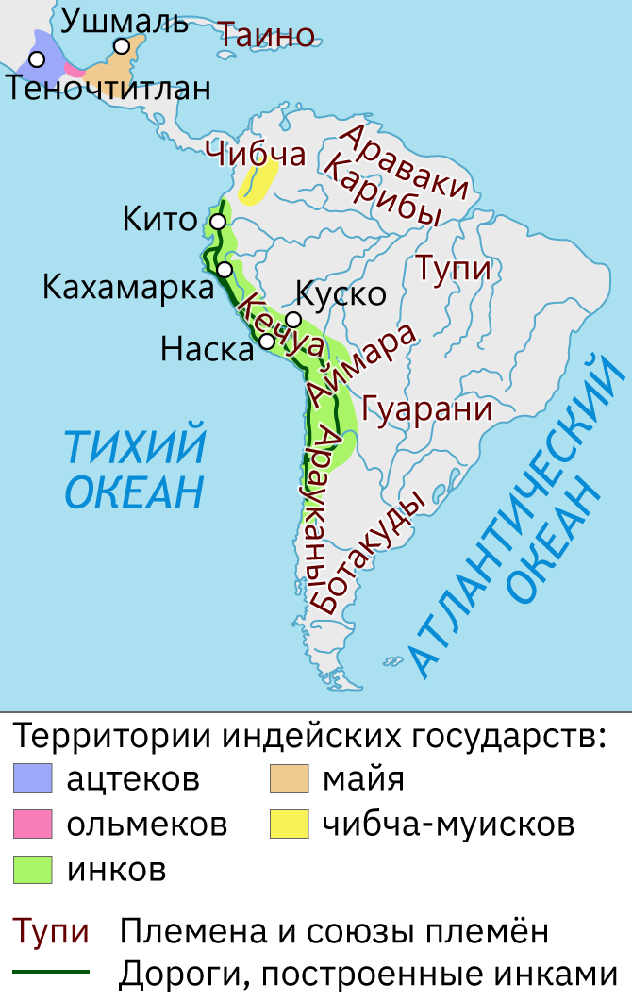 Ушмаль
Таино
Теночтитлан
Чибча
Араваки
Карибы
Кито
Тупи
Кахамарка
Куско
Кечуа
Наска
Аймара
Гуарани
ТИХИЙ
ОКЕАН
АТЛАНТИЧЕСКИЙ
ОКЕАН
Арауканы
Ботакуды
Территории индейских государств:
ацтеков
майя
ольмеков
чибча-муисков
инков
Тупи Племена и союзы племён
Дороги, построенные инками